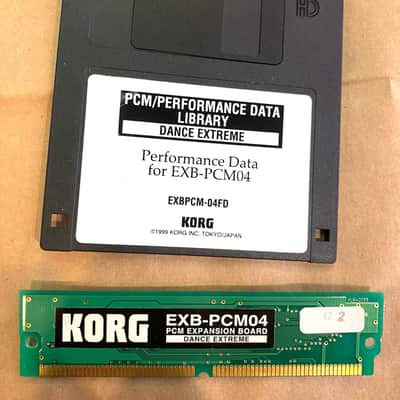 HD
PCM/PERFORMANCE DATA
LIBRARY
DANCE EXTREME
Performance Data
for EXB-PCM04
EXBPCM-04FD
KORG
©1999 KORG INC. TOKYO/JAPAN
KORG
EXB-PCM04
PCM EXPANSION BOARD
DANCE EXTREME